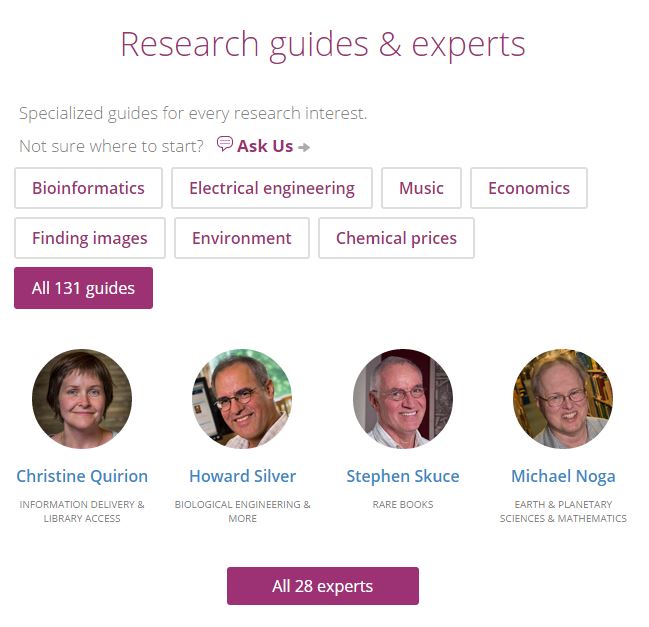 Research guides & experts
Specialized guides for every research interest.
Not sure where to start? Ask Us
Bioinformatics Electrical engineering Music Economics
Finding images Environment Chemical prices
All 131 guides
Christine Quirion Howard Silver Stephen Skuce Michael Noga
INFORMATION DELIVERY & BIOLOGICAL ENGINEERING & RARE BOOKS EARTH & PLANETARY
LIBRARY ACCESS MORE SCIENCES & MATHEMATICS
All 28 experts